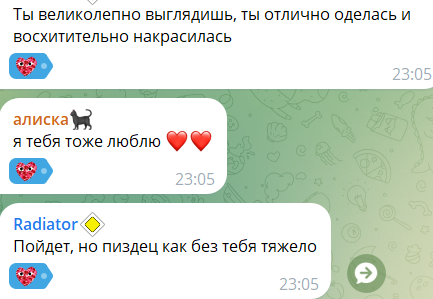 Ты великолепно выглядишь, ты отлично оделась и
восхитительно накрасилась
23:05
алиска🐈‍⬛
я тебя тоже люблю ❤️❤️
23:05
Radiator
Пойдет, но пиздец как без тебя тяжело
23:05